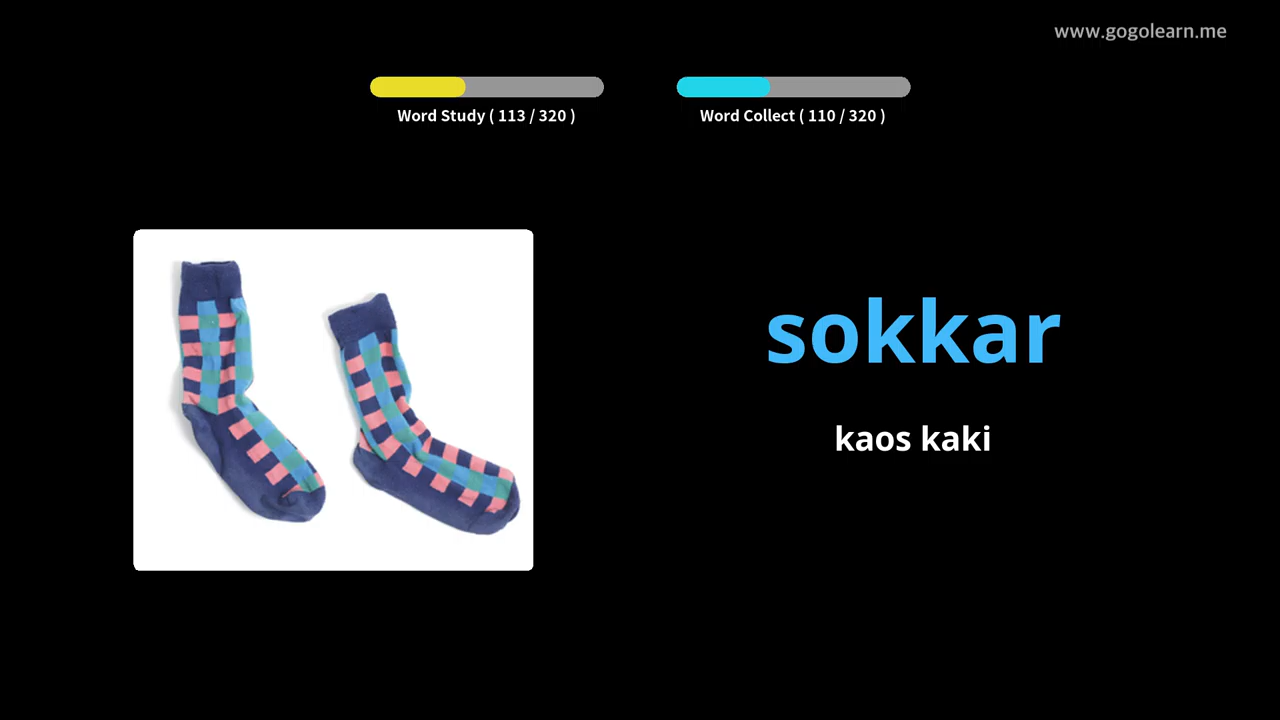 www.gogolearn.me
Word Study ( 113 / 320 )
Word Collect ( 110 / 320 )
sokkar
kaos kaki